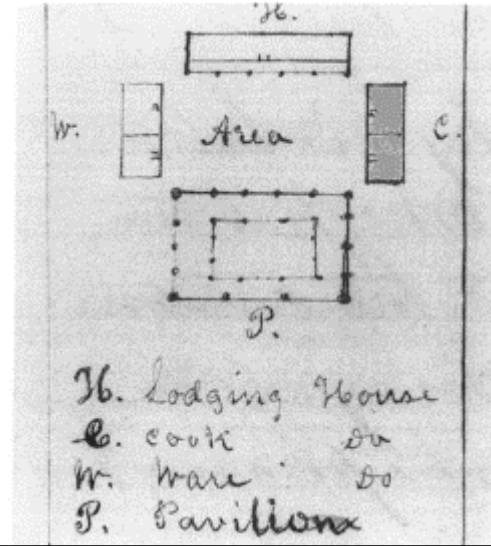 H.
W. Area C.
P.
H. Lodging House
C. cook do
W. Ware do
P. Pavilion